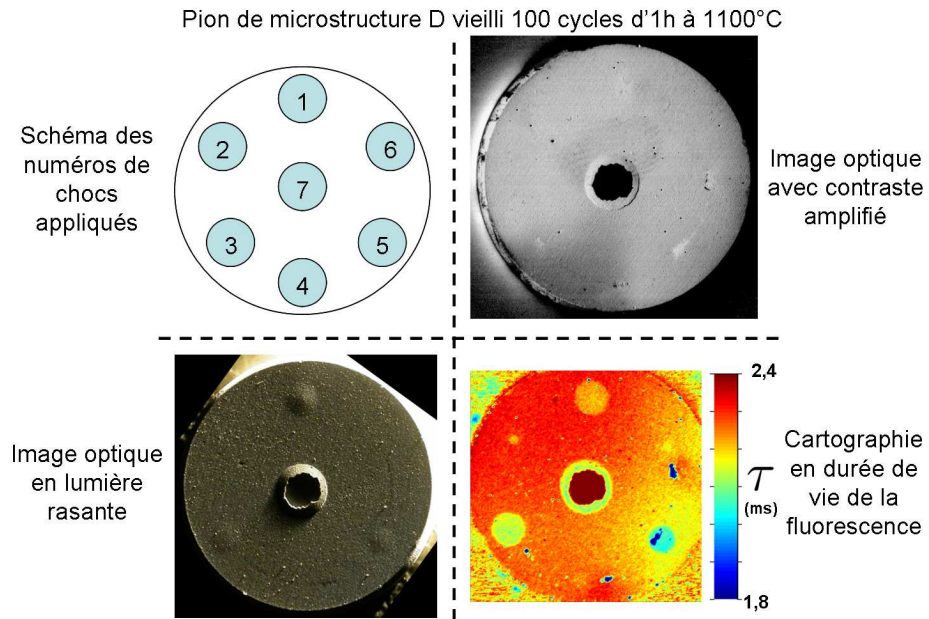 Pion de microstructure D vieilli 100 cycles d'1h à 1100°C
Schéma des
numéros de
chocs
appliqués
1
2
6
7
3
5
4
Image optique
avec contraste
amplifié
Image optique
en lumière
rasante
2,4
τ
(ms)
1,8
Cartographie
en durée de
vie de la
fluorescence